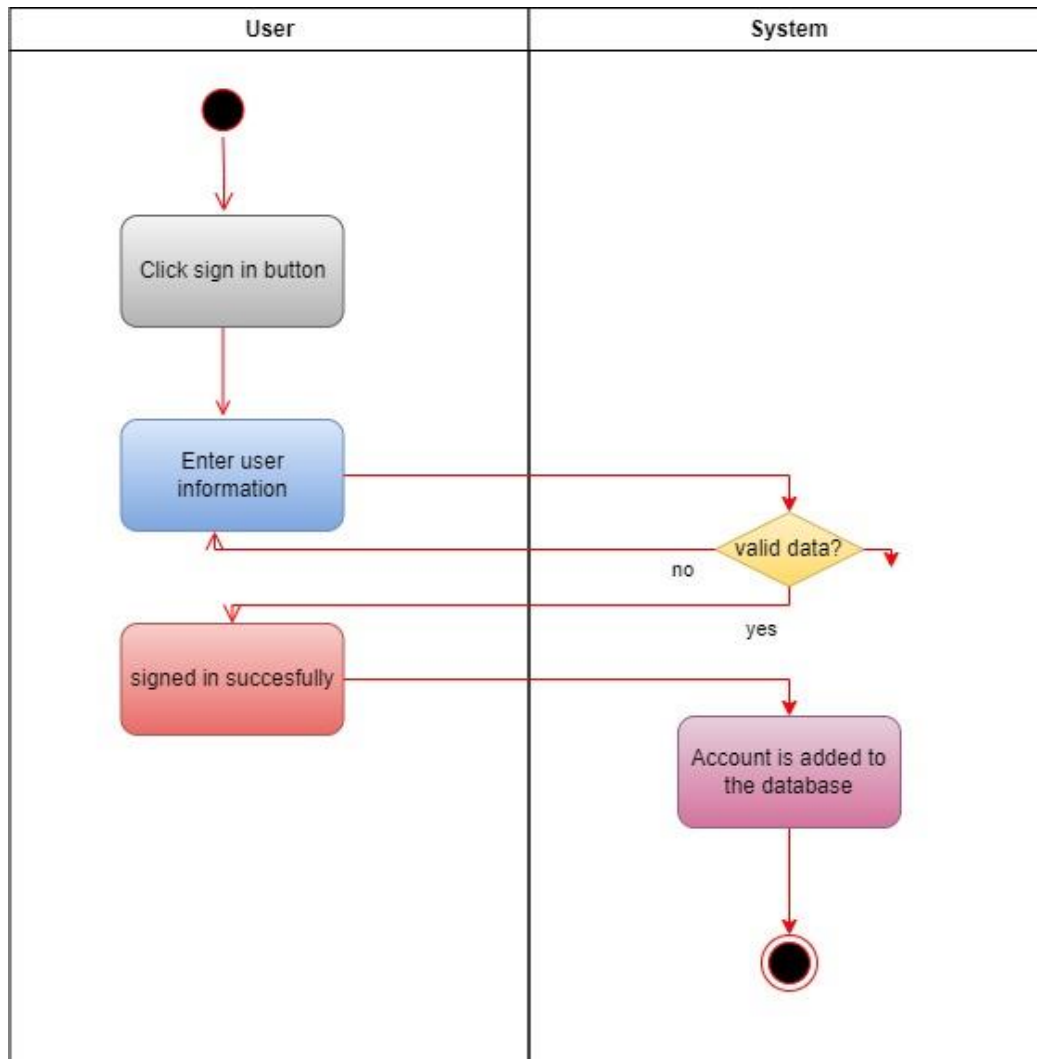 User
System
Click sign in button
Enter user
information
valid data?
no
yes
signed in succesfully
Account is added to
the database